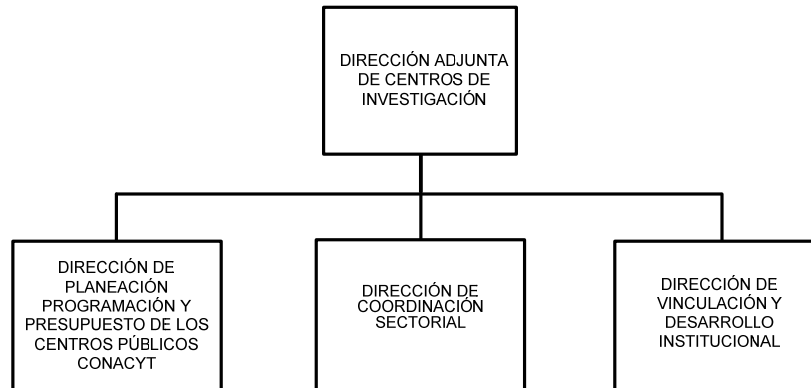 DIRECCIÓN ADJUNTA
DE CENTROS DE
INVESTIGACIÓN
DIRECCIÓN DE
PLANEACIÓN
PROGRAMACIÓN Y
PRESUPUESTO DE LOS
CENTROS PÚBLICOS
CONACYT
DIRECCIÓN DE
COORDINACIÓN
SECTORIAL
DIRECCIÓN DE
VINCULACIÓN Y
DESARROLLO
INSTITUCIONAL